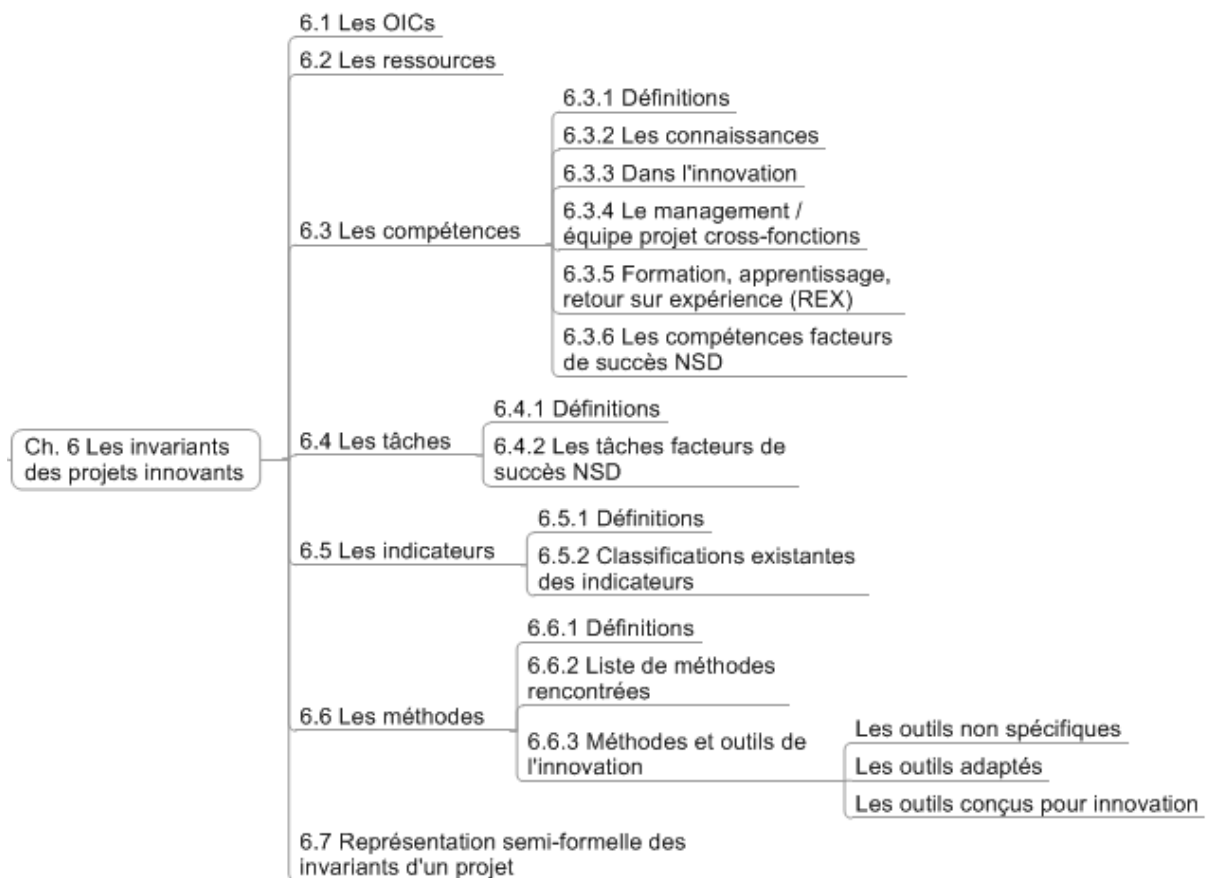 Ch. 6 Les invariants
des projets innovants
6.1 Les OICs
6.2 Les ressources
6.3 Les compétences
6.3.1 Définitions
6.3.2 Les connaissances
6.3.3 Dans l'innovation
6.3.4 Le management /
équipe projet cross-fonctions
6.3.5 Formation, apprentissage,
retour sur expérience (REX)
6.3.6 Les compétences facteurs
de succès NSD
6.4 Les tâches
6.4.1 Définitions
6.4.2 Les tâches facteurs de
succès NSD
6.5 Les indicateurs
6.5.1 Définitions
6.5.2 Classifications existantes
des indicateurs
6.6 Les méthodes
6.6.1 Définitions
6.6.2 Liste de méthodes
rencontrées
6.6.3 Méthodes et outils de
l'innovation
Les outils non spécifiques
Les outils adaptés
Les outils conçus pour innovation
6.7 Représentation semi-formelle des
invariants d'un projet